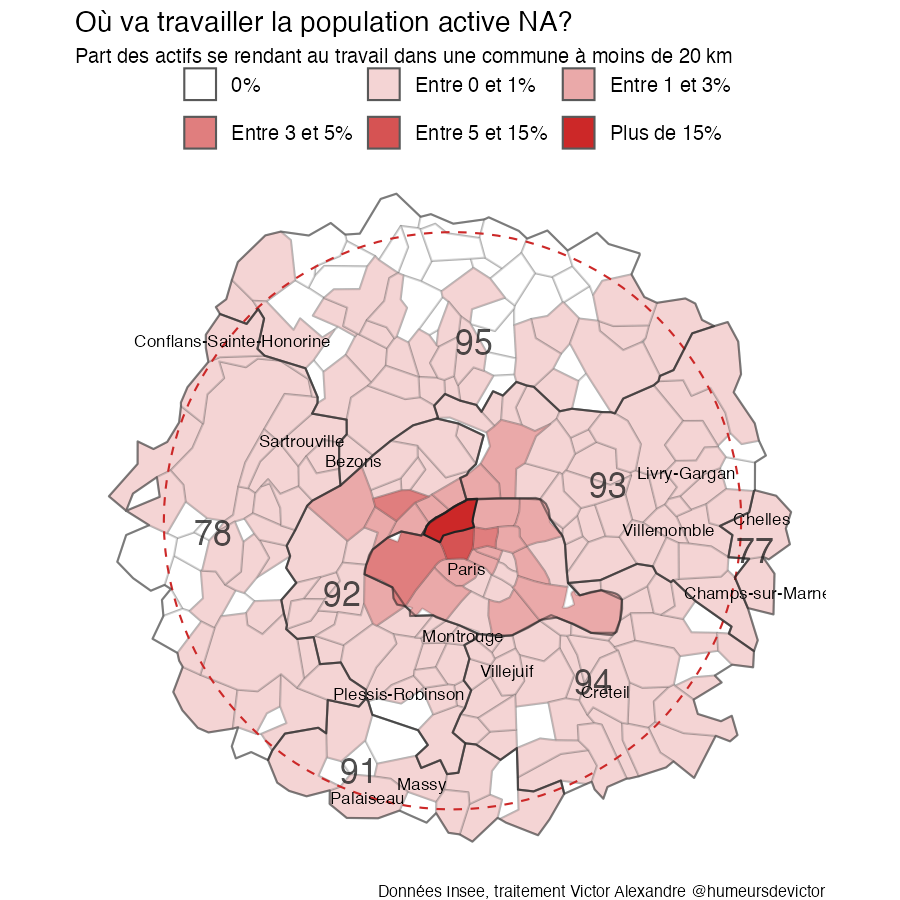 Où va travailler la population active NA?
Part des actifs se rendant au travail dans une commune à moins de 20 km
0% Entre 0 et 1% Entre 1 et 3%
Entre 3 et 5% Entre 5 et 15% Plus de 15%
Conflans-Sainte-Honorine
95
Sartrouville
Bezons
Livry-Gargan
93
Chelles
Villemomble
78
77
Paris
Champs-sur-Marne
92
Montrouge
Villejuif
94
Créteil
Plessis-Robinson
91
Massy
Palaiseau
Données Insee, traitement Victor Alexandre @humeursdevictor